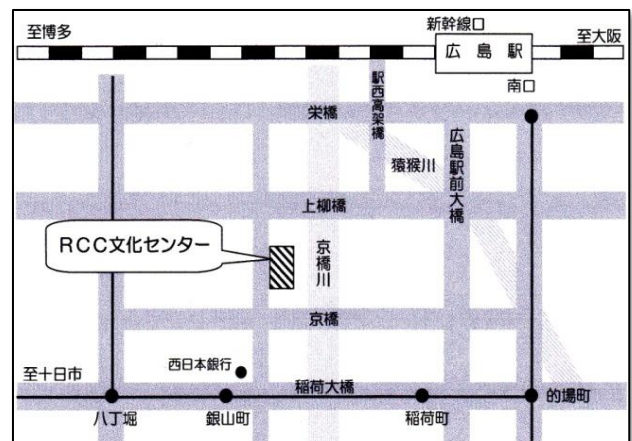 新幹線口
至博多
広島駅
至大阪
南口
栄橋
駅西高架橋
広島駅前大橋
猿猴川
上柳橋
RCC文化センター
京橋川
京橋
西日本銀行
至十日市
稲荷大橋
八丁堀
銀山町
稲荷町
的場町